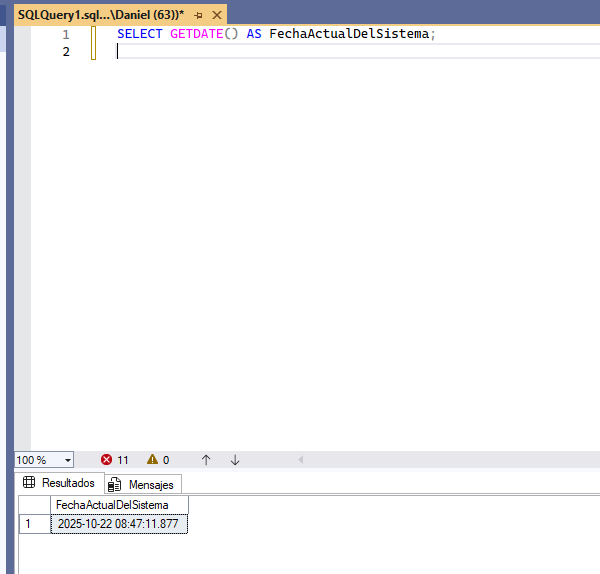 SQLQuery1.sql...\Daniel (63))*
1 SELECT GETDATE() AS FechaActualDelSistema;
2
100 % 11 0
Resultados Mensajes
FechaActualDelSistema
1 2025-10-22 08:47:11.877